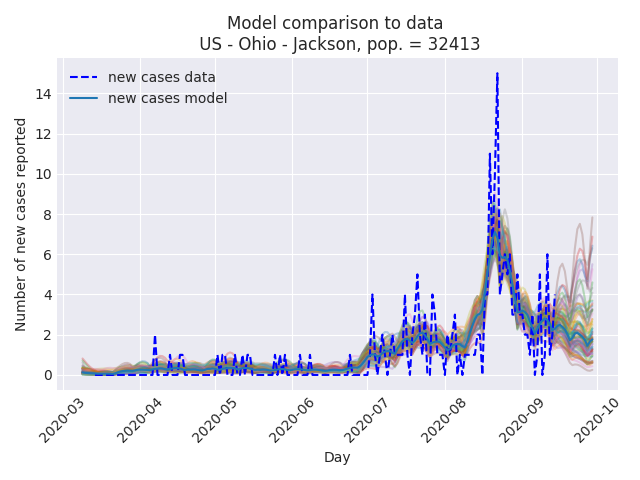 Model comparison to data
US - Ohio - Jackson, pop. = 32413
new cases data
new cases model
Number of new cases reported
14
12
10
8
6
4
2
0
2020-03
2020-04
2020-05
2020-06
2020-07
2020-08
2020-09
2020-10
Day